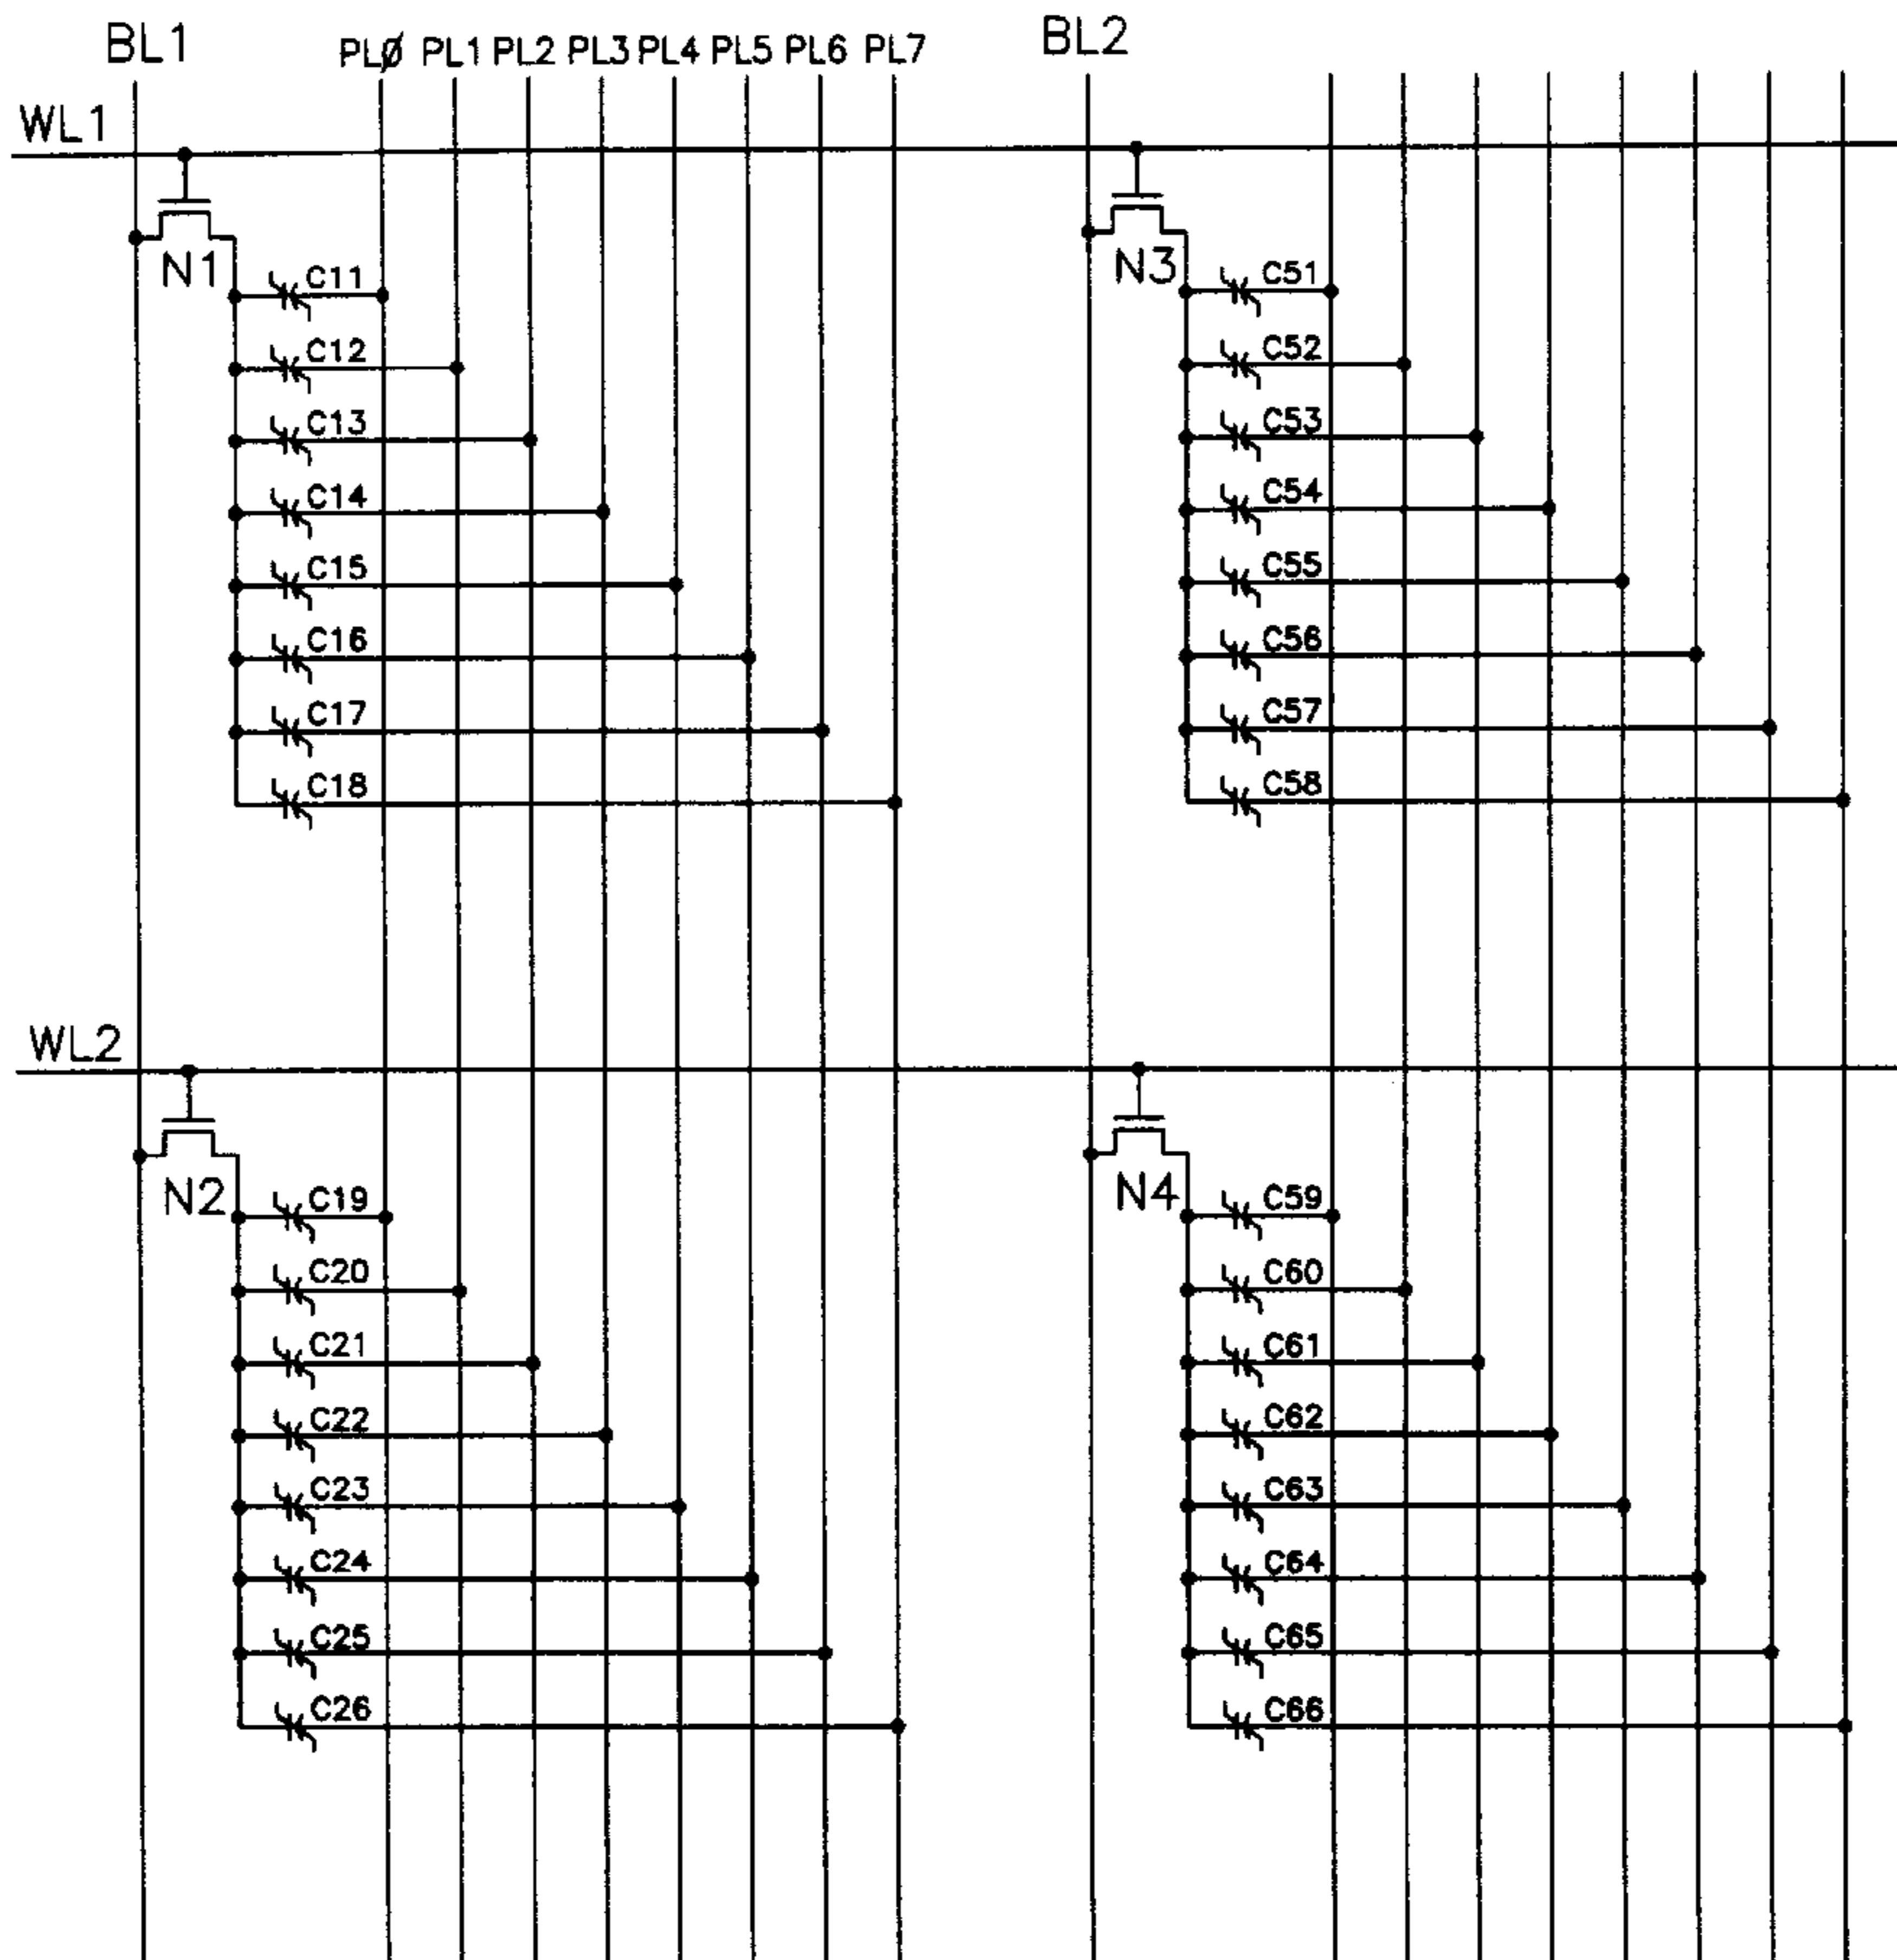 BL1 PLØ PL1 PL2 PL3 PL4 PL5 PL6 PL7 BL2
WL1
N1 N3
C11 C51
C12 C52
C13 C53
C14 C54
C15 C55
C16 C56
C17 C57
C18 C58
WL2
N2 N4
C19 C59
C20 C60
C21 C61
C22 C62
C23 C63
C24 C64
C25 C65
C26 C66